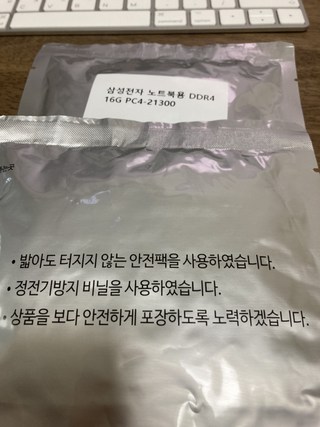 삼성전자 노트북용 DDR4
16G PC4-21300
• 밟아도 터지지 않는 안전팩을 사용하였습니다.
• 정전기방지 비닐을 사용하였습니다.
• 상품을 보다 안전하게 포장하도록 노력하겠습니다.